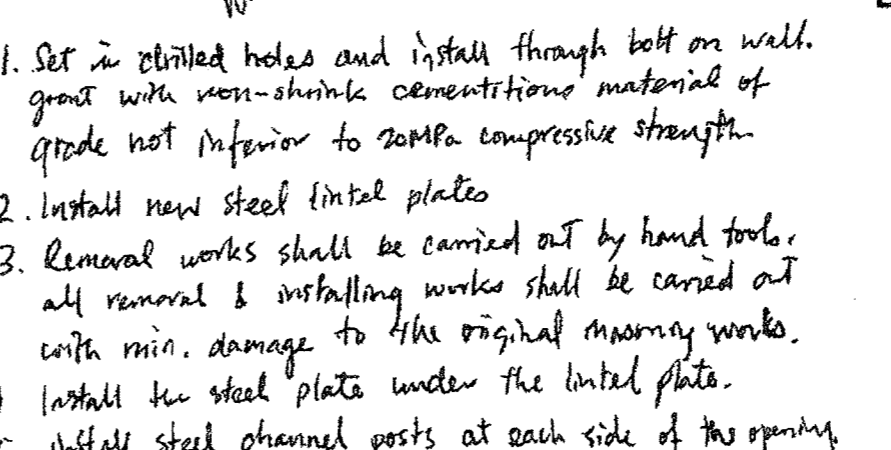 1. Set in drilled holes and install through bolt on wall.
grout with non-shrink cementitious material of
grade not inferior to 20MPa compressive strength
2. Install new steel lintel plates
3. Removal works shall be carried out by hand tools.
all removal & installing works shall be carried out
with min. damage to the original masonry works.
Install the steel plate under the lintel plate.
install steel channel posts at each side of the opening.